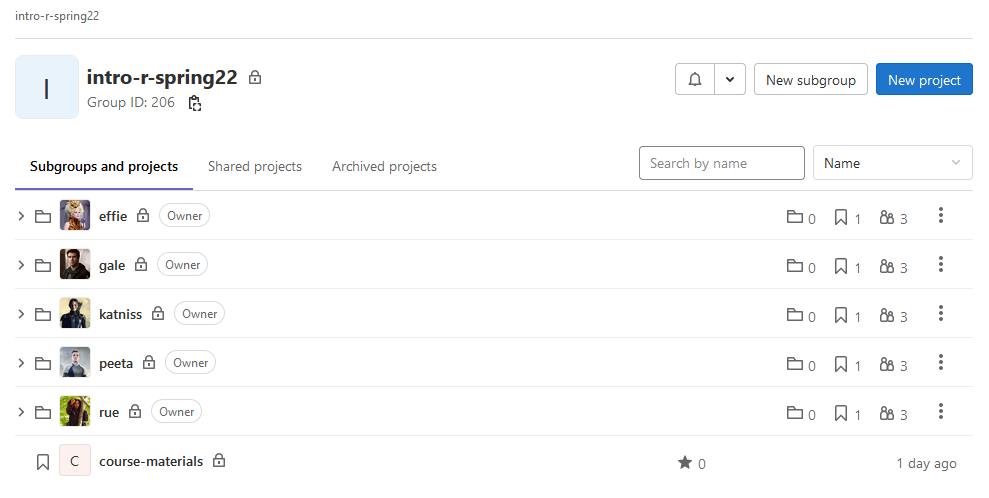 intro-r-spring22
I
intro-r-spring22
Group ID: 206
New subgroup
New project
Subgroups and projects
Shared projects
Archived projects
Search by name
Name
effie Owner 0 1 3
gale Owner 0 1 3
katniss Owner 0 1 3
peeta Owner 0 1 3
rue Owner 0 1 3
C course-materials 0 1 day ago